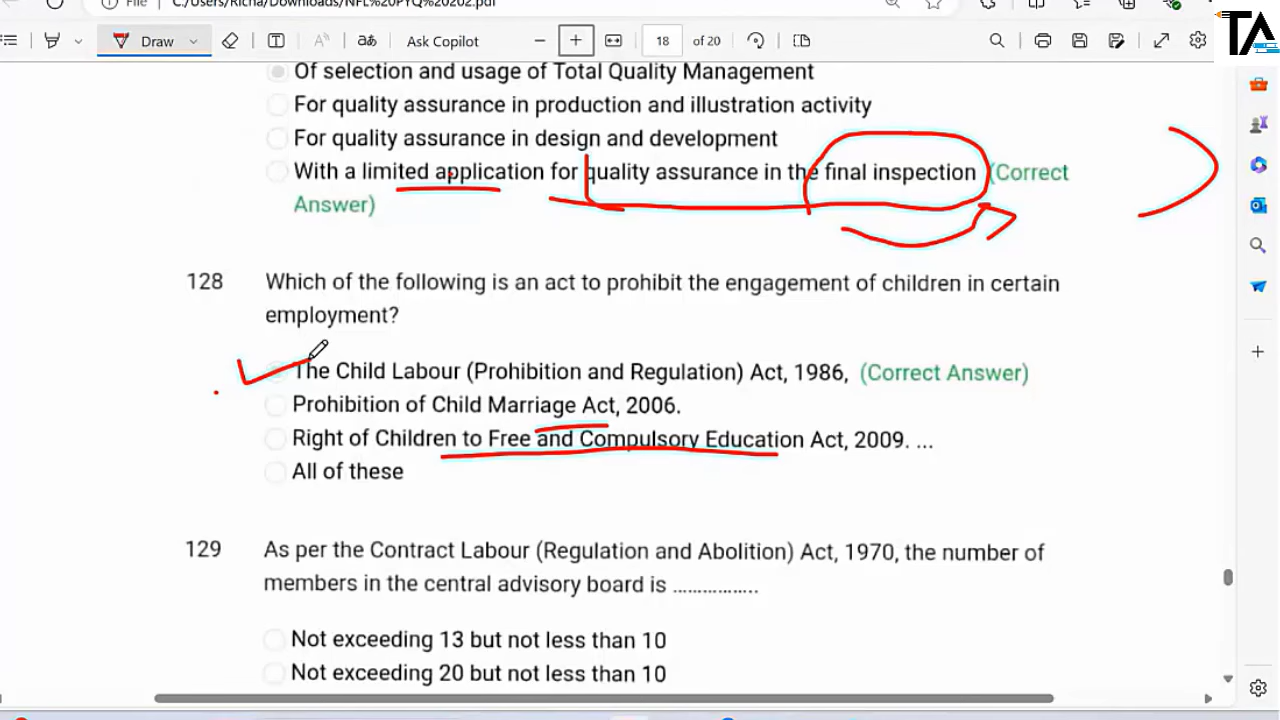 File C:/Users/Richa/Downloads/NFL%20PYQ%202.pdf
Draw Ask Copilot 18 of 20
TA
Of selection and usage of Total Quality Management
For quality assurance in production and illustration activity
For quality assurance in design and development
With a limited application for quality assurance in the final inspection (Correct
Answer)
128 Which of the following is an act to prohibit the engagement of children in certain
employment?
The Child Labour (Prohibition and Regulation) Act, 1986, (Correct Answer)
Prohibition of Child Marriage Act, 2006.
Right of Children to Free and Compulsory Education Act, 2009. ...
All of these
129 As per the Contract Labour (Regulation and Abolition) Act, 1970, the number of
members in the central advisory board is .................
Not exceeding 13 but not less than 10
Not exceeding 20 but not less than 10